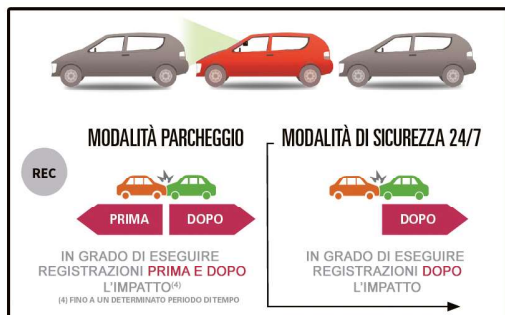 MODALITÀ PARCHEGGIO
REC
PRIMA DOPO
IN GRADO DI ESEGUIRE
REGISTRAZIONI PRIMA E DOPO
L'IMPATTO(4)
(4) FINO A UN DETERMINATO PERIODO DI TEMPO
MODALITÀ DI SICUREZZA 24/7
DOPO
IN GRADO DI ESEGUIRE
REGISTRAZIONI DOPO
L'IMPATTO